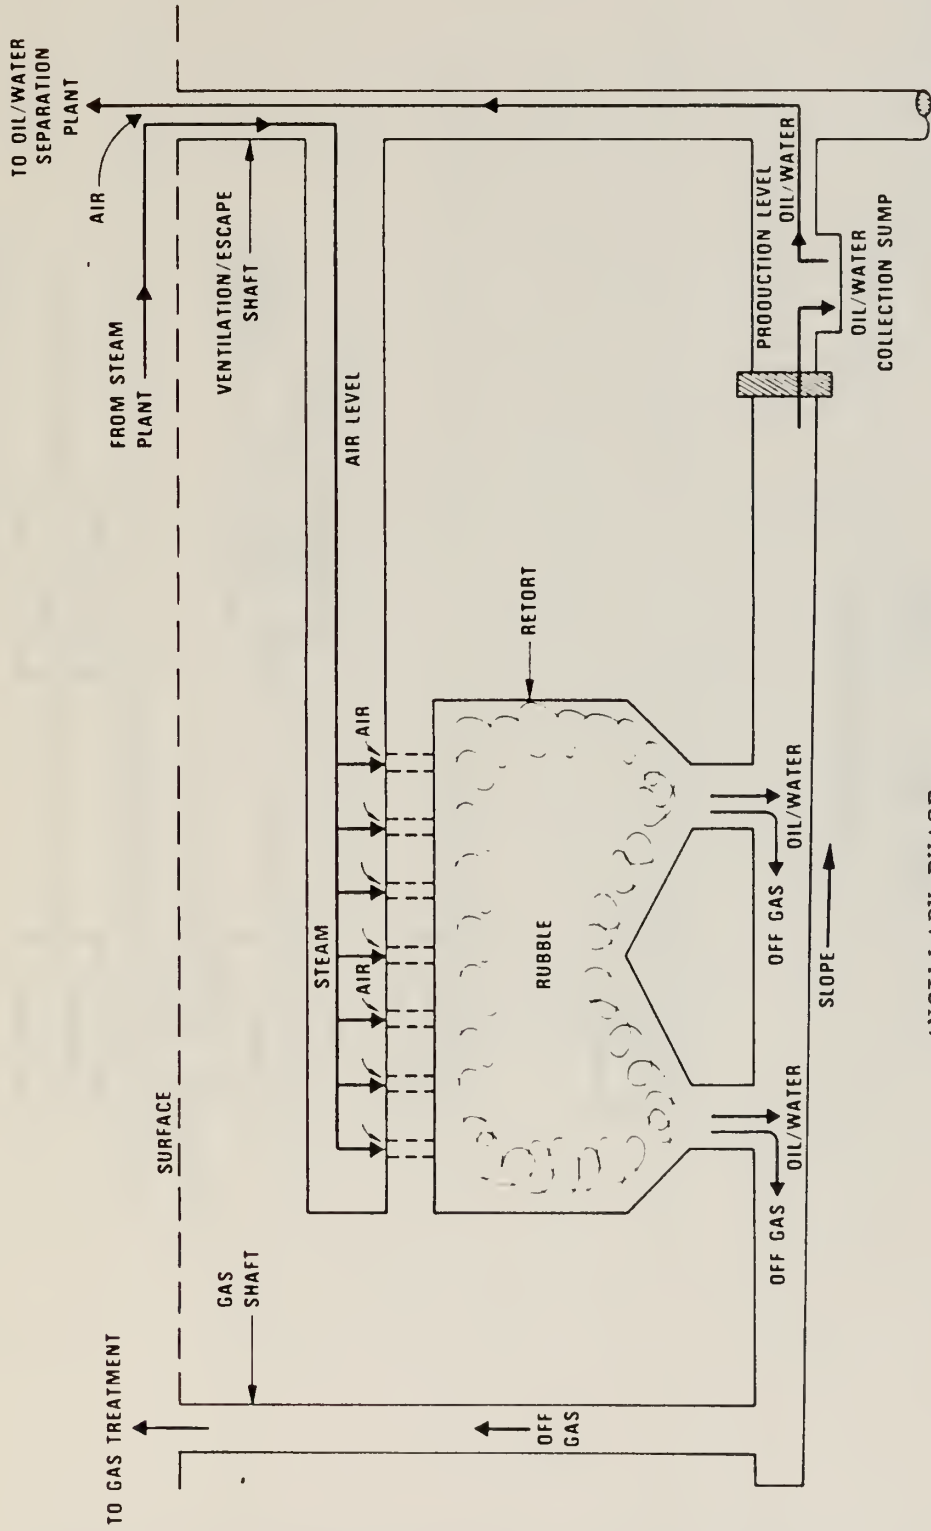 TO OIL/WATER
SEPARATION
PLANT
AIR
FROM STEAM
PLANT
SURFACE
TO GAS TREATMENT
VENTILATION/ESCAPE
SHAFT
GAS
SHAFT
AIR LEVEL
STEAM
AIR
AIR
RETORT
RUBBLE
OFF
GAS
PRODUCTION LEVEL
OIL/WATER
OIL/WATER
COLLECTION SUMP
OFF GAS
OIL/WATER
OFF GAS
OIL/WATER
SLOPE